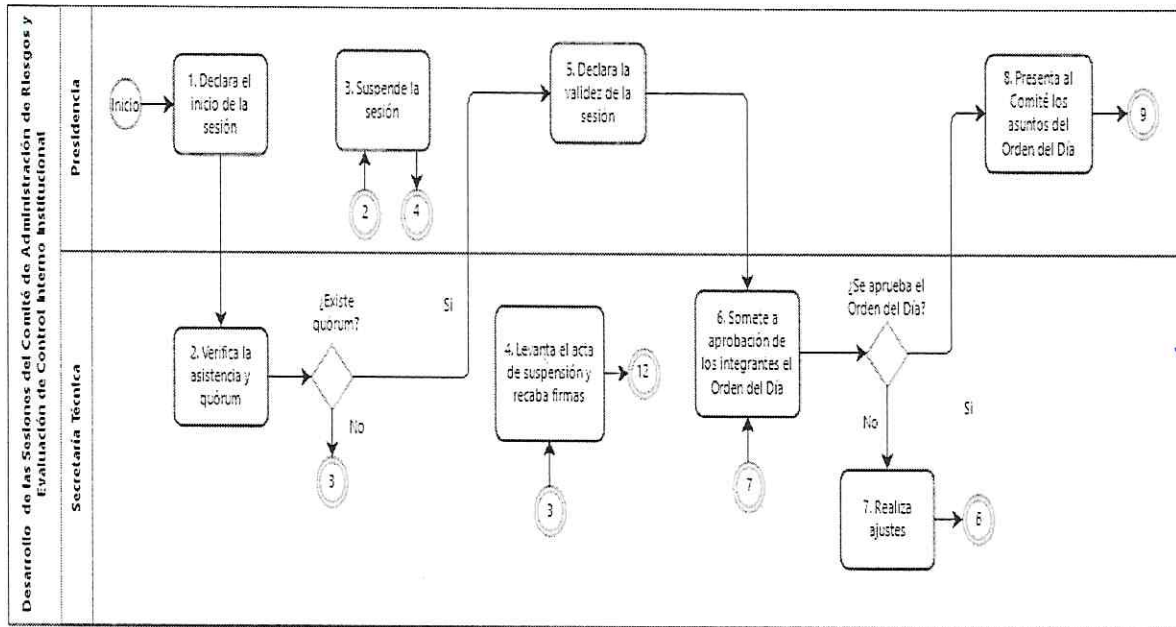 Desarrollo de las Sesiones del Comité de Administración de Riesgos y
Evaluación de Control Interno Institucional
Presidencia
Inicio
1. Declara el
inicio de la
sesión
3. Suspende la
sesión
2
4
5. Declara la
validez de la
sesión
8. Presenta al
Comité los
asuntos del
Orden del Día
9
Secretaría Técnica
2. Verifica la
asistencia y
quórum
¿Existe
quórum?
Si
No
3
4. Levanta el acta
de suspensión y
recaba firmas
12
3
6. Somete a
aprobación de
los integrantes el
Orden del Día
7
¿Se aprueba el
Orden del Día?
Si
No
7. Realiza
ajustes
6